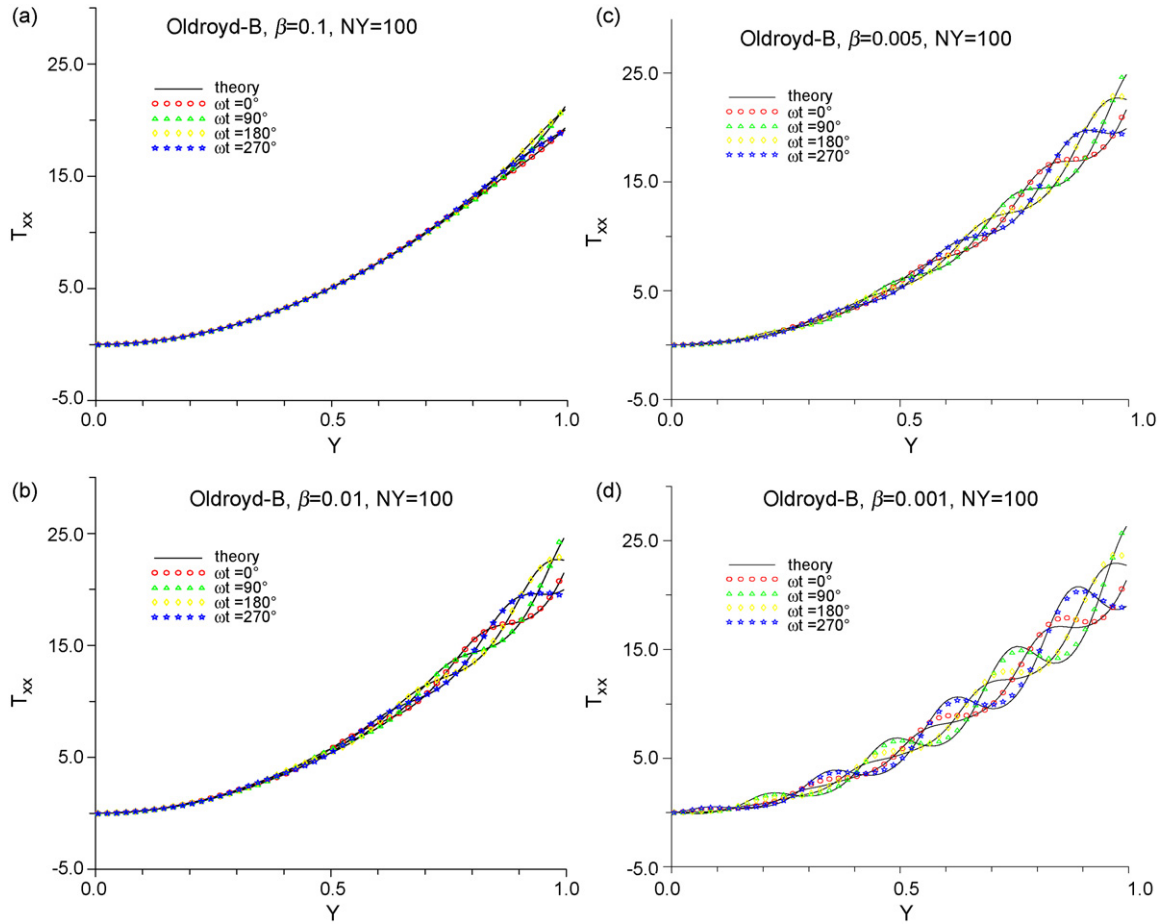 (a)
Oldroyd-B, β=0.1, NY=100
25.0
15.0
5.0
-5.0
Txx
theory
ωt =0°
ωt =90°
ωt =180°
ωt =270°
0.0
0.5
1.0
Y
(c)
Oldroyd-B, β=0.005, NY=100
25.0
15.0
5.0
-5.0
Txx
theory
ωt =0°
ωt =90°
ωt =180°
ωt =270°
0.0
0.5
1.0
Y
(b)
Oldroyd-B, β=0.01, NY=100
25.0
15.0
5.0
-5.0
Txx
theory
ωt =0°
ωt =90°
ωt =180°
ωt =270°
0.0
0.5
1.0
Y
(d)
Oldroyd-B, β=0.001, NY=100
25.0
15.0
5.0
-5.0
Txx
theory
ωt =0°
ωt =90°
ωt =180°
ωt =270°
0.0
0.5
1.0
Y